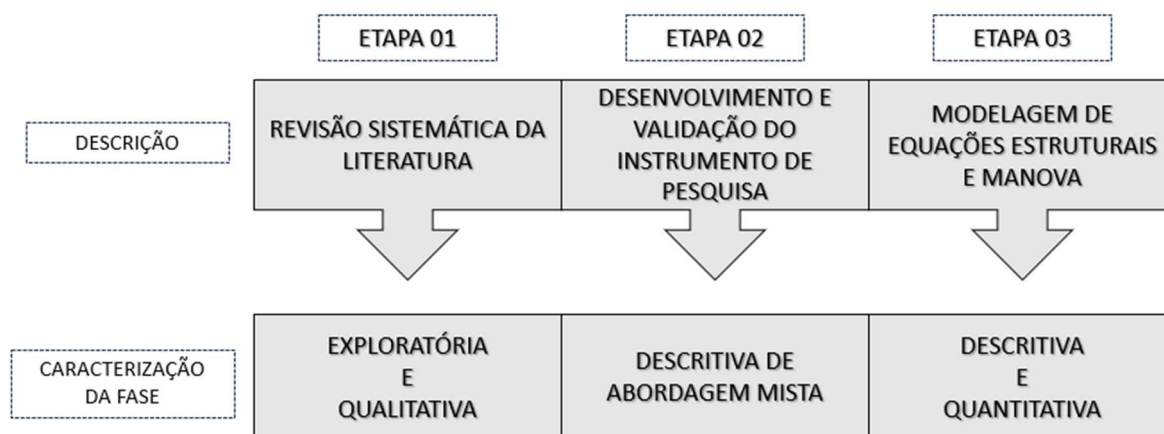 ETAPA 01
ETAPA 02
ETAPA 03
DESCRIÇÃO
REVISÃO SISTEMÁTICA DA
LITERATURA
DESENVOLVIMENTO E
VALIDAÇÃO DO
INSTRUMENTO DE
PESQUISA
MODELAGEM DE
EQUAÇÕES ESTRUTURAIS
E MANOVA
CARACTERIZAÇÃO
DA FASE
EXPLORATÓRIA
E
QUALITATIVA
DESCRITIVA DE
ABORDAGEM MISTA
DESCRITIVA
E
QUANTITATIVA